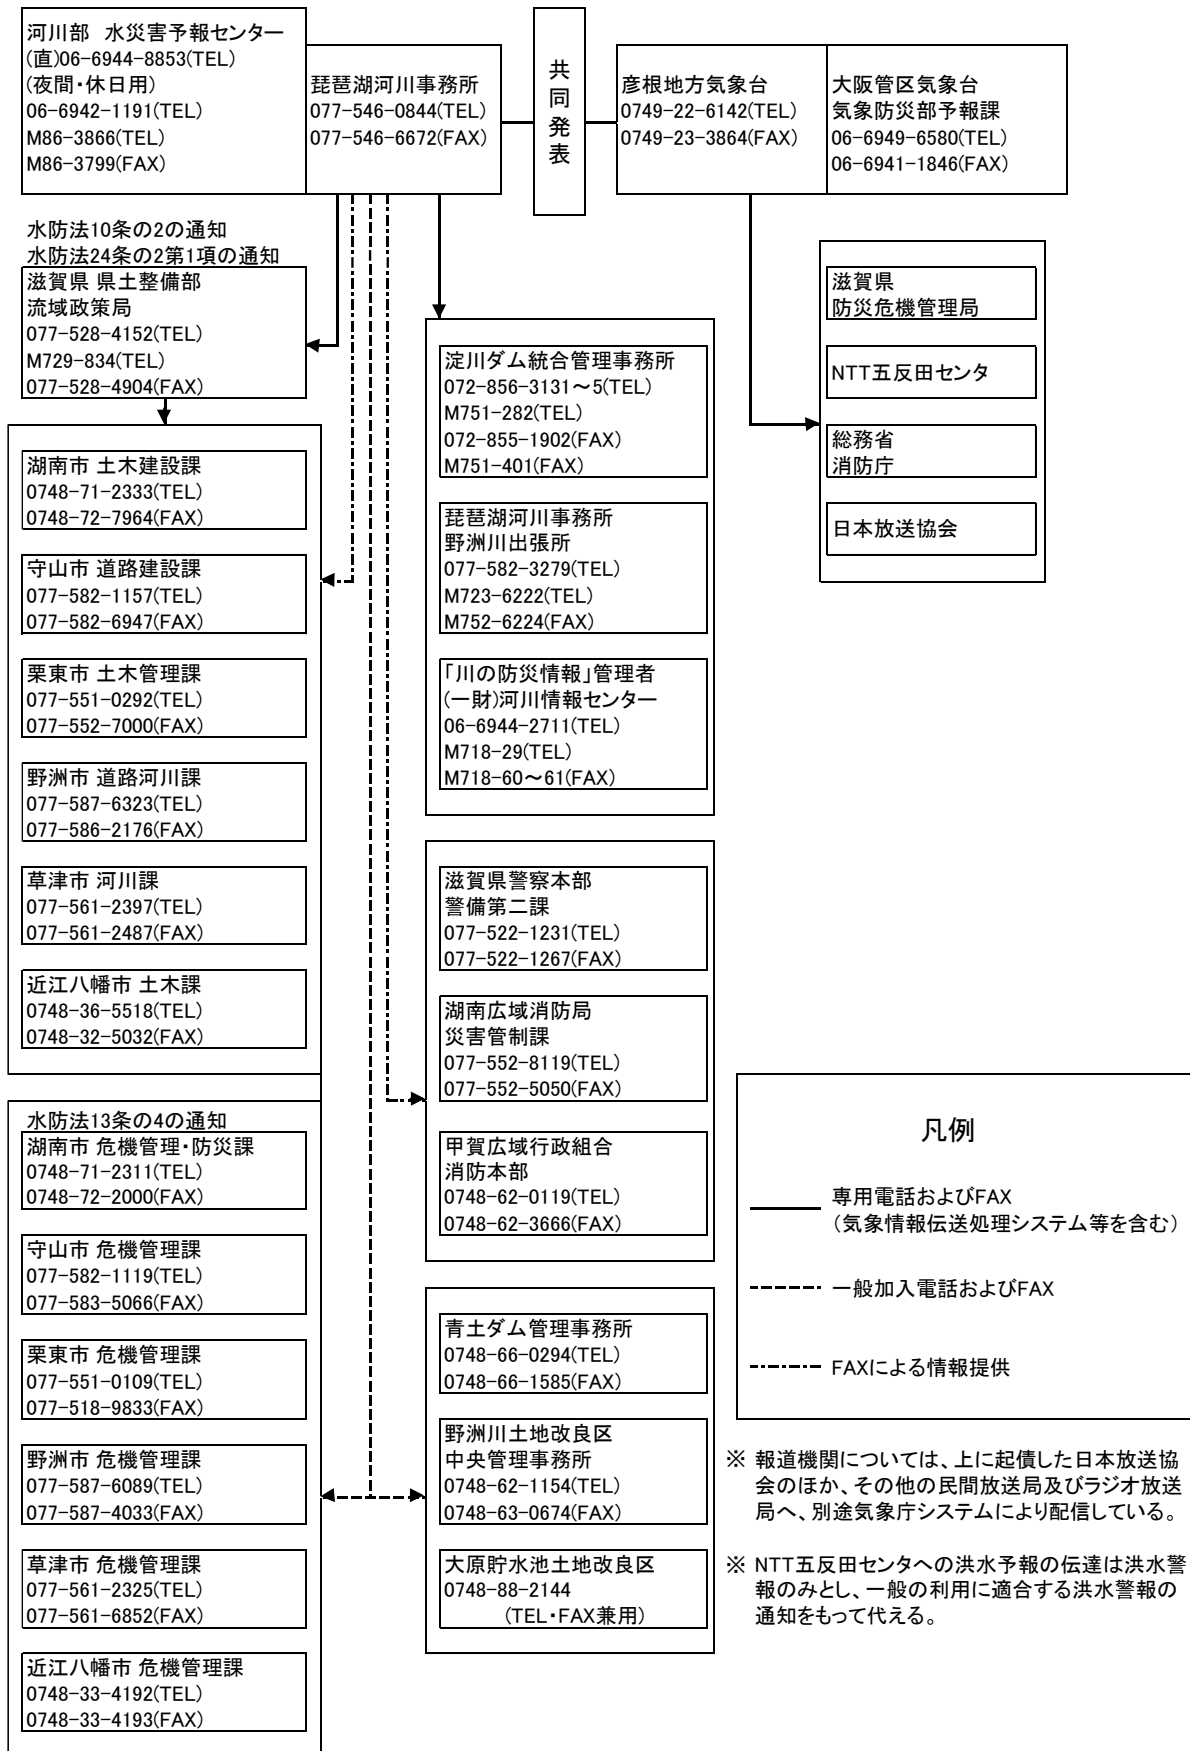 河川部　水災害予報センター
(直)06-6944-8853(TEL)
(夜間・休日用)
06-6942-1191(TEL)
M86-3866(TEL)
M86-3799(FAX)
琵琶湖河川事務所
077-546-0844(TEL)
077-546-6672(FAX)
共
同
発
表
彦根地方気象台
0749-22-6142(TEL)
0749-23-3864(FAX)
大阪管区気象台
気象防災部予報課
06-6949-6580(TEL)
06-6941-1846(FAX)
水防法10条の2の通知
水防法24条の2第1項の通知
滋賀県 県土整備部
流域政策局
077-528-4152(TEL)
M729-834(TEL)
077-528-4904(FAX)
湖南市 土木建設課
0748-71-2333(TEL)
0748-72-7964(FAX)
守山市 道路建設課
077-582-1157(TEL)
077-582-6947(FAX)
栗東市 土木管理課
077-551-0292(TEL)
077-552-7000(FAX)
野洲市 道路河川課
077-587-6323(TEL)
077-586-2176(FAX)
草津市 河川課
077-561-2397(TEL)
077-561-2487(FAX)
近江八幡市 土木課
0748-36-5518(TEL)
0748-32-5032(FAX)
水防法13条の4の通知
湖南市 危機管理・防災課
0748-71-2311(TEL)
0748-72-2000(FAX)
守山市 危機管理課
077-582-1119(TEL)
077-583-5066(FAX)
栗東市 危機管理課
077-551-0109(TEL)
077-518-9833(FAX)
野洲市 危機管理課
077-587-6089(TEL)
077-587-4033(FAX)
草津市 危機管理課
077-561-2325(TEL)
077-561-6852(FAX)
近江八幡市 危機管理課
0748-33-4192(TEL)
0748-33-4193(FAX)
淀川ダム統合管理事務所
072-856-3131～5(TEL)
M751-282(TEL)
072-855-1902(FAX)
M751-401(FAX)
琵琶湖河川事務所
野洲川出張所
077-582-3279(TEL)
M723-6222(TEL)
M752-6224(FAX)
「川の防災情報」管理者
(一財)河川情報センター
06-6944-2711(TEL)
M718-29(TEL)
M718-60～61(FAX)
滋賀県警察本部
警備第二課
077-522-1231(TEL)
077-522-1267(FAX)
湖南広域消防局
災害管制課
077-552-8119(TEL)
077-552-5050(FAX)
甲賀広域行政組合
消防本部
0748-62-0119(TEL)
0748-62-3666(FAX)
青土ダム管理事務所
0748-66-0294(TEL)
0748-66-1585(FAX)
野洲川土地改良区
中央管理事務所
0748-62-1154(TEL)
0748-63-0674(FAX)
大原貯水池土地改良区
0748-88-2144
(TEL・FAX兼用)
滋賀県
防災危機管理局
NTT五反田センタ
総務省
消防庁
日本放送協会
凡例
専用電話およびFAX
（気象情報伝送処理システム等を含む）
一般加入電話およびFAX
FAXによる情報提供
※ 報道機関については、上に起債した日本放送協
会のほか、その他の民間放送局及びラジオ放送
局へ、別途気象庁システムにより配信している。
※ NTT五反田センタへの洪水予報の伝達は洪水警
報のみとし、一般の利用に適合する洪水警報の
通知をもって代える。